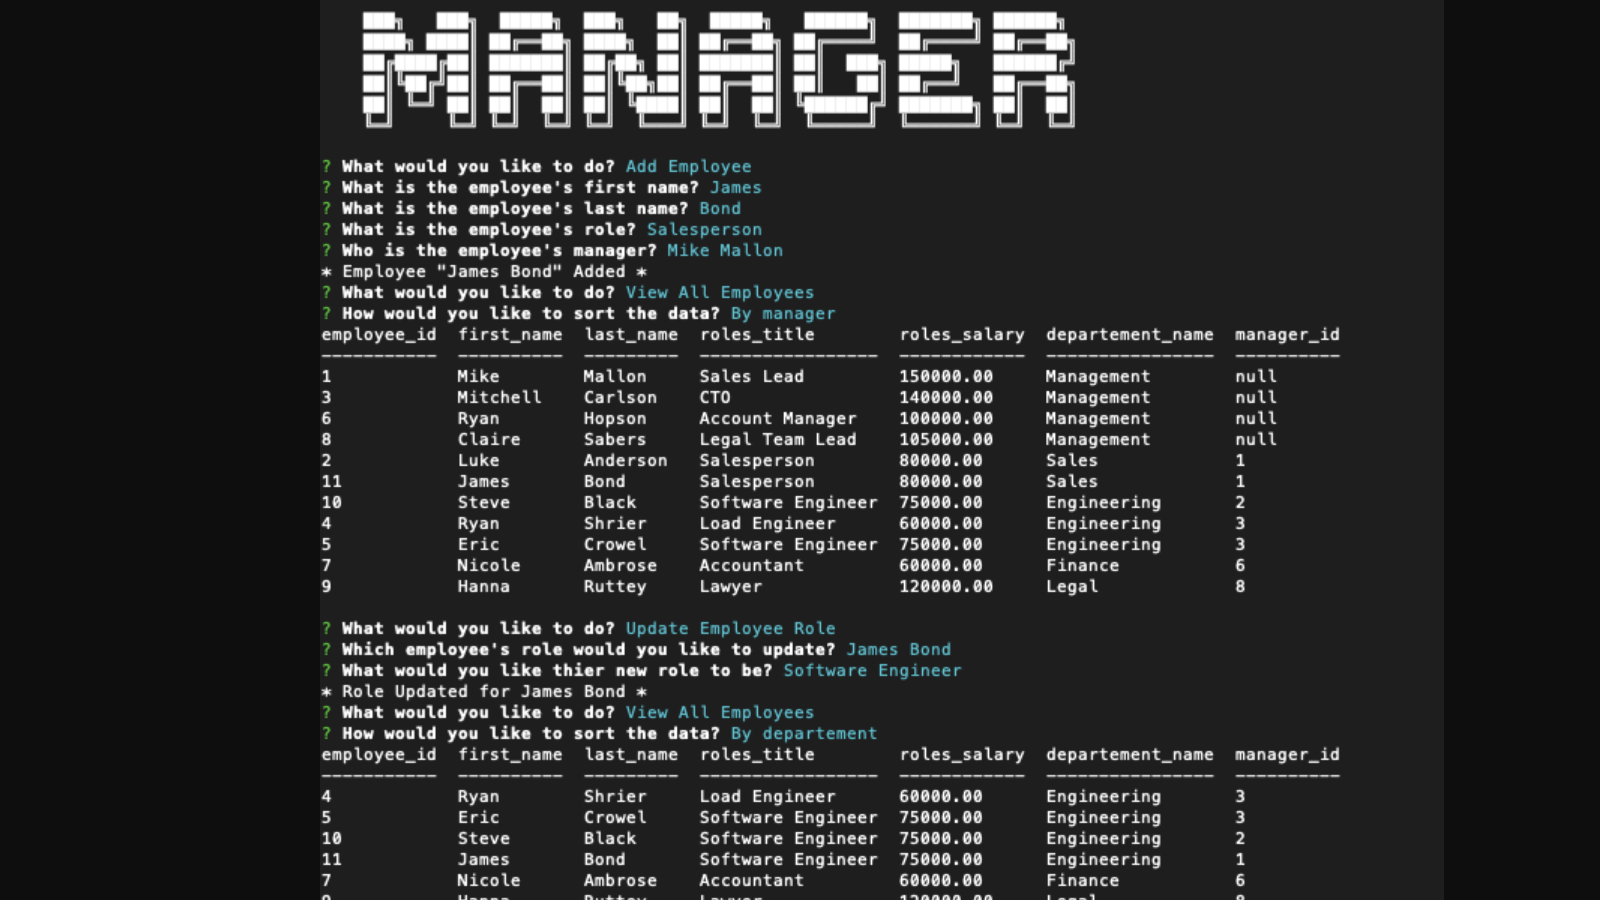 MANAGER
? What would you like to do? Add Employee
? What is the employee's first name? James
? What is the employee's last name? Bond
? What is the employee's role? Salesperson
? Who is the employee's manager? Mike Mallon
* Employee "James Bond" Added *
? What would you like to do? View All Employees
? How would you like to sort the data? By manager
employee_id  first_name  last_name  roles_title        roles_salary  departement_name  manager_id
-----------  ----------  ---------  -----------------  ------------  ----------------  ----------
1            Mike        Mallon     Sales Lead         150000.00     Management        null
3            Mitchell    Carlson    CTO                140000.00     Management        null
6            Ryan        Hopson     Account Manager    100000.00     Management        null
8            Claire      Sabers     Legal Team Lead    105000.00     Management        null
2            Luke        Anderson   Salesperson        80000.00      Sales             1
11           James       Bond       Salesperson        80000.00      Sales             1
10           Steve       Black      Software Engineer  75000.00      Engineering       2
4            Ryan        Shrier     Load Engineer      60000.00      Engineering       3
5            Eric        Crowel     Software Engineer  75000.00      Engineering       3
7            Nicole      Ambrose    Accountant         60000.00      Finance           6
9            Hanna       Ruttey     Lawyer             120000.00     Legal             8
? What would you like to do? Update Employee Role
? Which employee's role would you like to update? James Bond
? What would you like thier new role to be? Software Engineer
* Role Updated for James Bond *
? What would you like to do? View All Employees
? How would you like to sort the data? By departement
employee_id  first_name  last_name  roles_title        roles_salary  departement_name  manager_id
-----------  ----------  ---------  -----------------  ------------  ----------------  ----------
4            Ryan        Shrier     Load Engineer      60000.00      Engineering       3
5            Eric        Crowel     Software Engineer  75000.00      Engineering       3
10           Steve       Black      Software Engineer  75000.00      Engineering       2
11           James       Bond       Software Engineer  75000.00      Engineering       1
7            Nicole      Ambrose    Accountant         60000.00      Finance           6